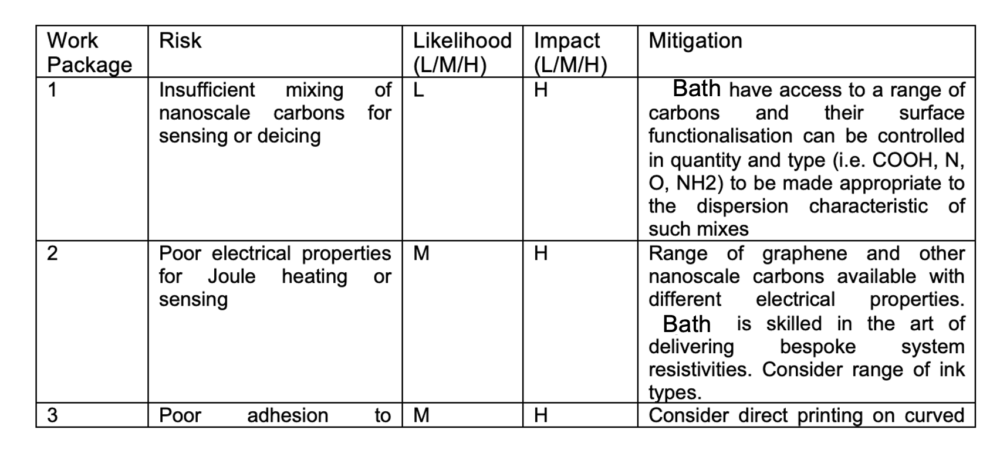 Work Package
Risk
Likelihood (L/M/H)
Impact (L/M/H)
Mitigation
1
Insufficient mixing of
nanoscale carbons for
sensing or deicing
L
H
Bath have access to a range of
carbons and their surface
functionalisation can be controlled
in quantity and type (i.e. COOH, N,
O, NH2) to be made appropriate to
the dispersion characteristic of
such mixes
2
Poor electrical properties
for Joule heating or
sensing
M
H
Range of graphene and other
nanoscale carbons available with
different electrical properties.
Bath is skilled in the art of
delivering bespoke system
resistivities. Consider range of ink
types.
3
Poor adhesion to
M
H
Consider direct printing on curved